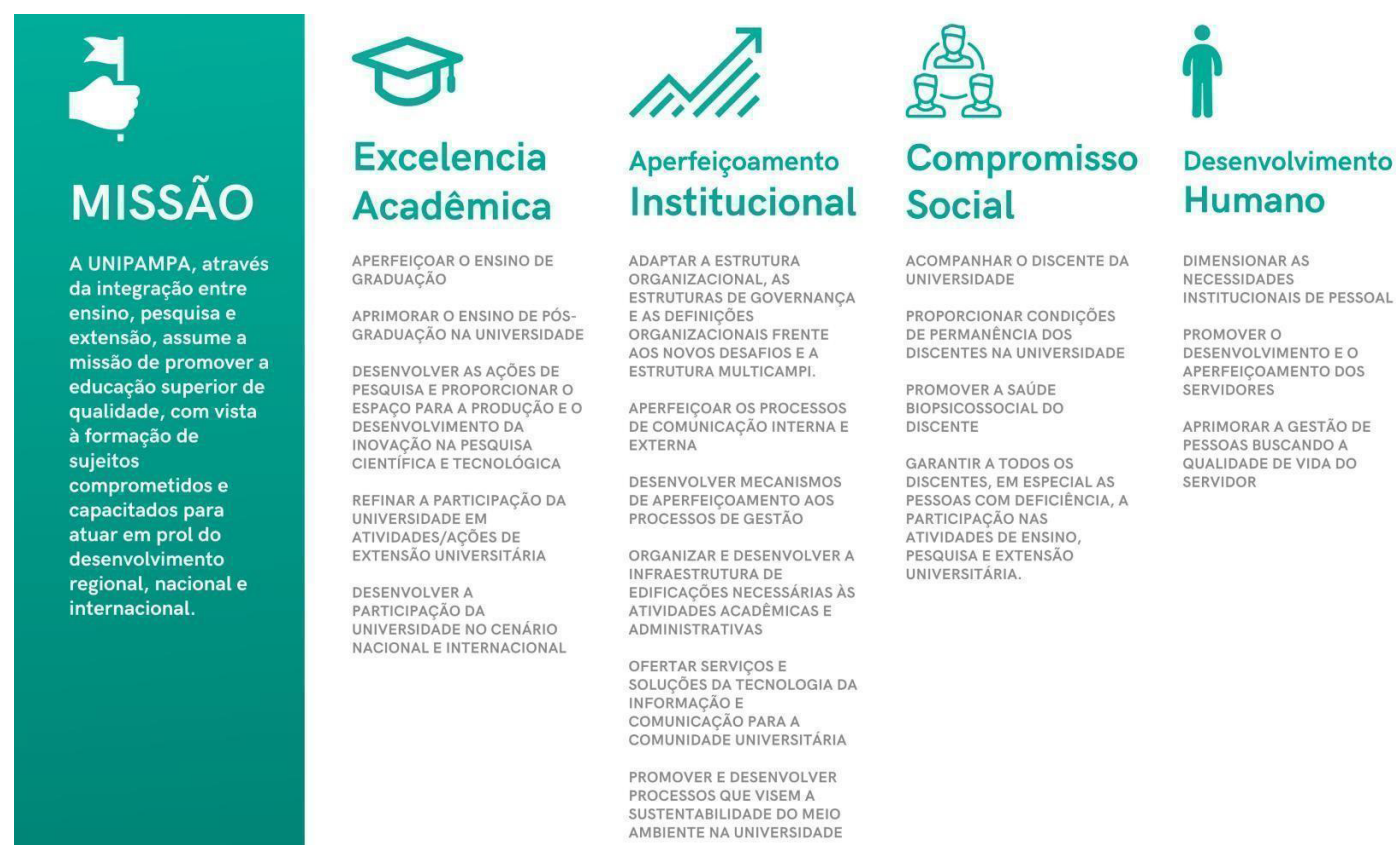 MISSÃO
A UNIPAMPA, através
da integração entre
ensino, pesquisa e
extensão, assume a
missão de promover a
educação superior de
qualidade, com vista
à formação de
sujeitos
comprometidos e
capacitados para
atuar em prol do
desenvolvimento
regional, nacional e
internacional.
Excelencia
Acadêmica
APERFEIÇOAR O ENSINO DE
GRADUAÇÃO
APRIMORAR O ENSINO DE PÓS-
GRADUAÇÃO NA UNIVERSIDADE
DESENVOLVER AS AÇÕES DE
PESQUISA E PROPORCIONAR O
ESPAÇO PARA A PRODUÇÃO E O
DESENVOLVIMENTO DA
INOVAÇÃO NA PESQUISA
CIENTÍFICA E TECNOLÓGICA
REFINAR A PARTICIPAÇÃO DA
UNIVERSIDADE EM
ATIVIDADES/AÇÕES DE
EXTENSÃO UNIVERSITÁRIA
DESENVOLVER A
PARTICIPAÇÃO DA
UNIVERSIDADE NO CENÁRIO
NACIONAL E INTERNACIONAL
Aperfeiçoamento
Institucional
ADAPTAR A ESTRUTURA
ORGANIZACIONAL, AS
ESTRUTURAS DE GOVERNANÇA
E AS DEFINIÇÕES
ORGANIZACIONAIS FRENTE
AOS NOVOS DESAFIOS E A
ESTRUTURA MULTICAMPI.
APERFEIÇOAR OS PROCESSOS
DE COMUNICAÇÃO INTERNA E
EXTERNA
DESENVOLVER MECANISMOS
DE APERFEIÇOAMENTO AOS
PROCESSOS DE GESTÃO
ORGANIZAR E DESENVOLVER A
INFRAESTRUTURA DE
EDIFICAÇÕES NECESSÁRIAS ÀS
ATIVIDADES ACADÊMICAS E
ADMINISTRATIVAS
OFERTAR SERVIÇOS E
SOLUÇÕES DA TECNOLOGIA DA
INFORMAÇÃO E
COMUNICAÇÃO PARA A
COMUNIDADE UNIVERSITÁRIA
PROMOVER E DESENVOLVER
PROCESSOS QUE VISEM A
SUSTENTABILIDADE DO MEIO
AMBIENTE NA UNIVERSIDADE
Compromisso
Social
ACOMPANHAR O DISCENTE DA
UNIVERSIDADE
PROPORCIONAR CONDIÇÕES
DE PERMANÊNCIA DOS
DISCENTES NA UNIVERSIDADE
PROMOVER A SAÚDE
BIOPSICOSSOCIAL DO
DISCENTE
GARANTIR A TODOS OS
DISCENTES, EM ESPECIAL AS
PESSOAS COM DEFICIÊNCIA, A
PARTICIPAÇÃO NAS
ATIVIDADES DE ENSINO,
PESQUISA E EXTENSÃO
UNIVERSITÁRIA.
Desenvolvimento
Humano
DIMENSIONAR AS
NECESSIDADES
INSTITUCIONAIS DE PESSOAL
PROMOVER O
DESENVOLVIMENTO E O
APERFEIÇOAMENTO DOS
SERVIDORES
APRIMORAR A GESTÃO DE
PESSOAS BUSCANDO A
QUALIDADE DE VIDA DO
SERVIDOR